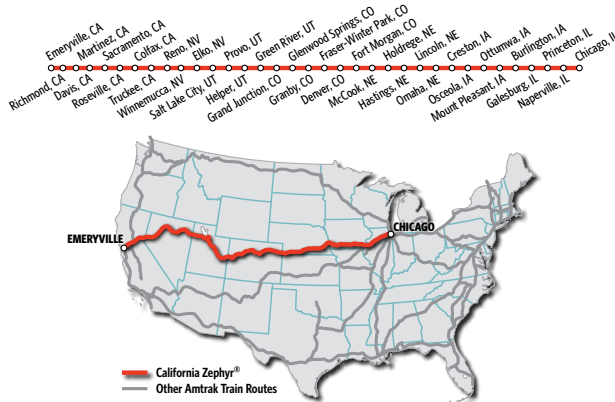 Emeryville, CA
Richmond, CA
Martinez, CA
Davis, CA
Sacramento, CA
Roseville, CA
Colfax, CA
Truckee, CA
Reno, NV
Winnemucca, NV
Elko, NV
Salt Lake City, UT
Provo, UT
Helper, UT
Green River, UT
Grand Junction, CO
Glenwood Springs, CO
Granby, CO
Fraser-Winter Park, CO
Denver, CO
Fort Morgan, CO
McCook, NE
Holdrege, NE
Hastings, NE
Lincoln, NE
Omaha, NE
Creston, IA
Osceola, IA
Ottumwa, IA
Mount Pleasant, IA
Burlington, IA
Galesburg, IL
Princeton, IL
Naperville, IL
Chicago IL
EMERYVILLE
CHICAGO
California Zephyr®
Other Amtrak Train Routes